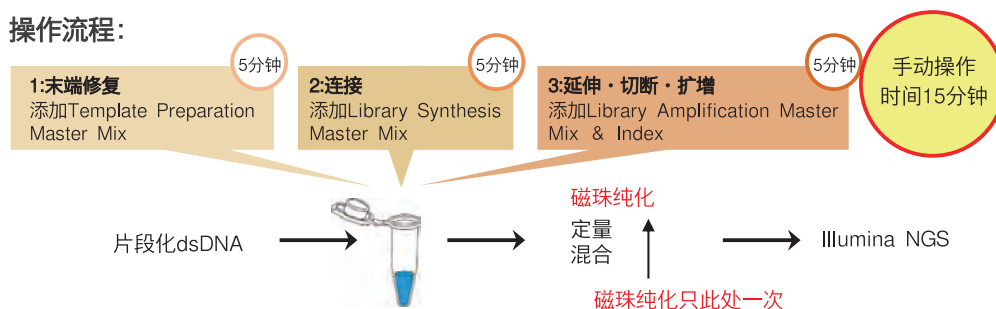 操作流程:
5分钟
1:末端修复
添加Template Preparation
Master Mix
5分钟
2:连接
添加Library Synthesis
Master Mix
5分钟
3:延伸·切断·扩增
添加Library Amplification Master
Mix & Index
手动操作
时间15分钟
片段化dsDNA
磁珠纯化
定量
混合
磁珠纯化只此处一次
Illumina NGS